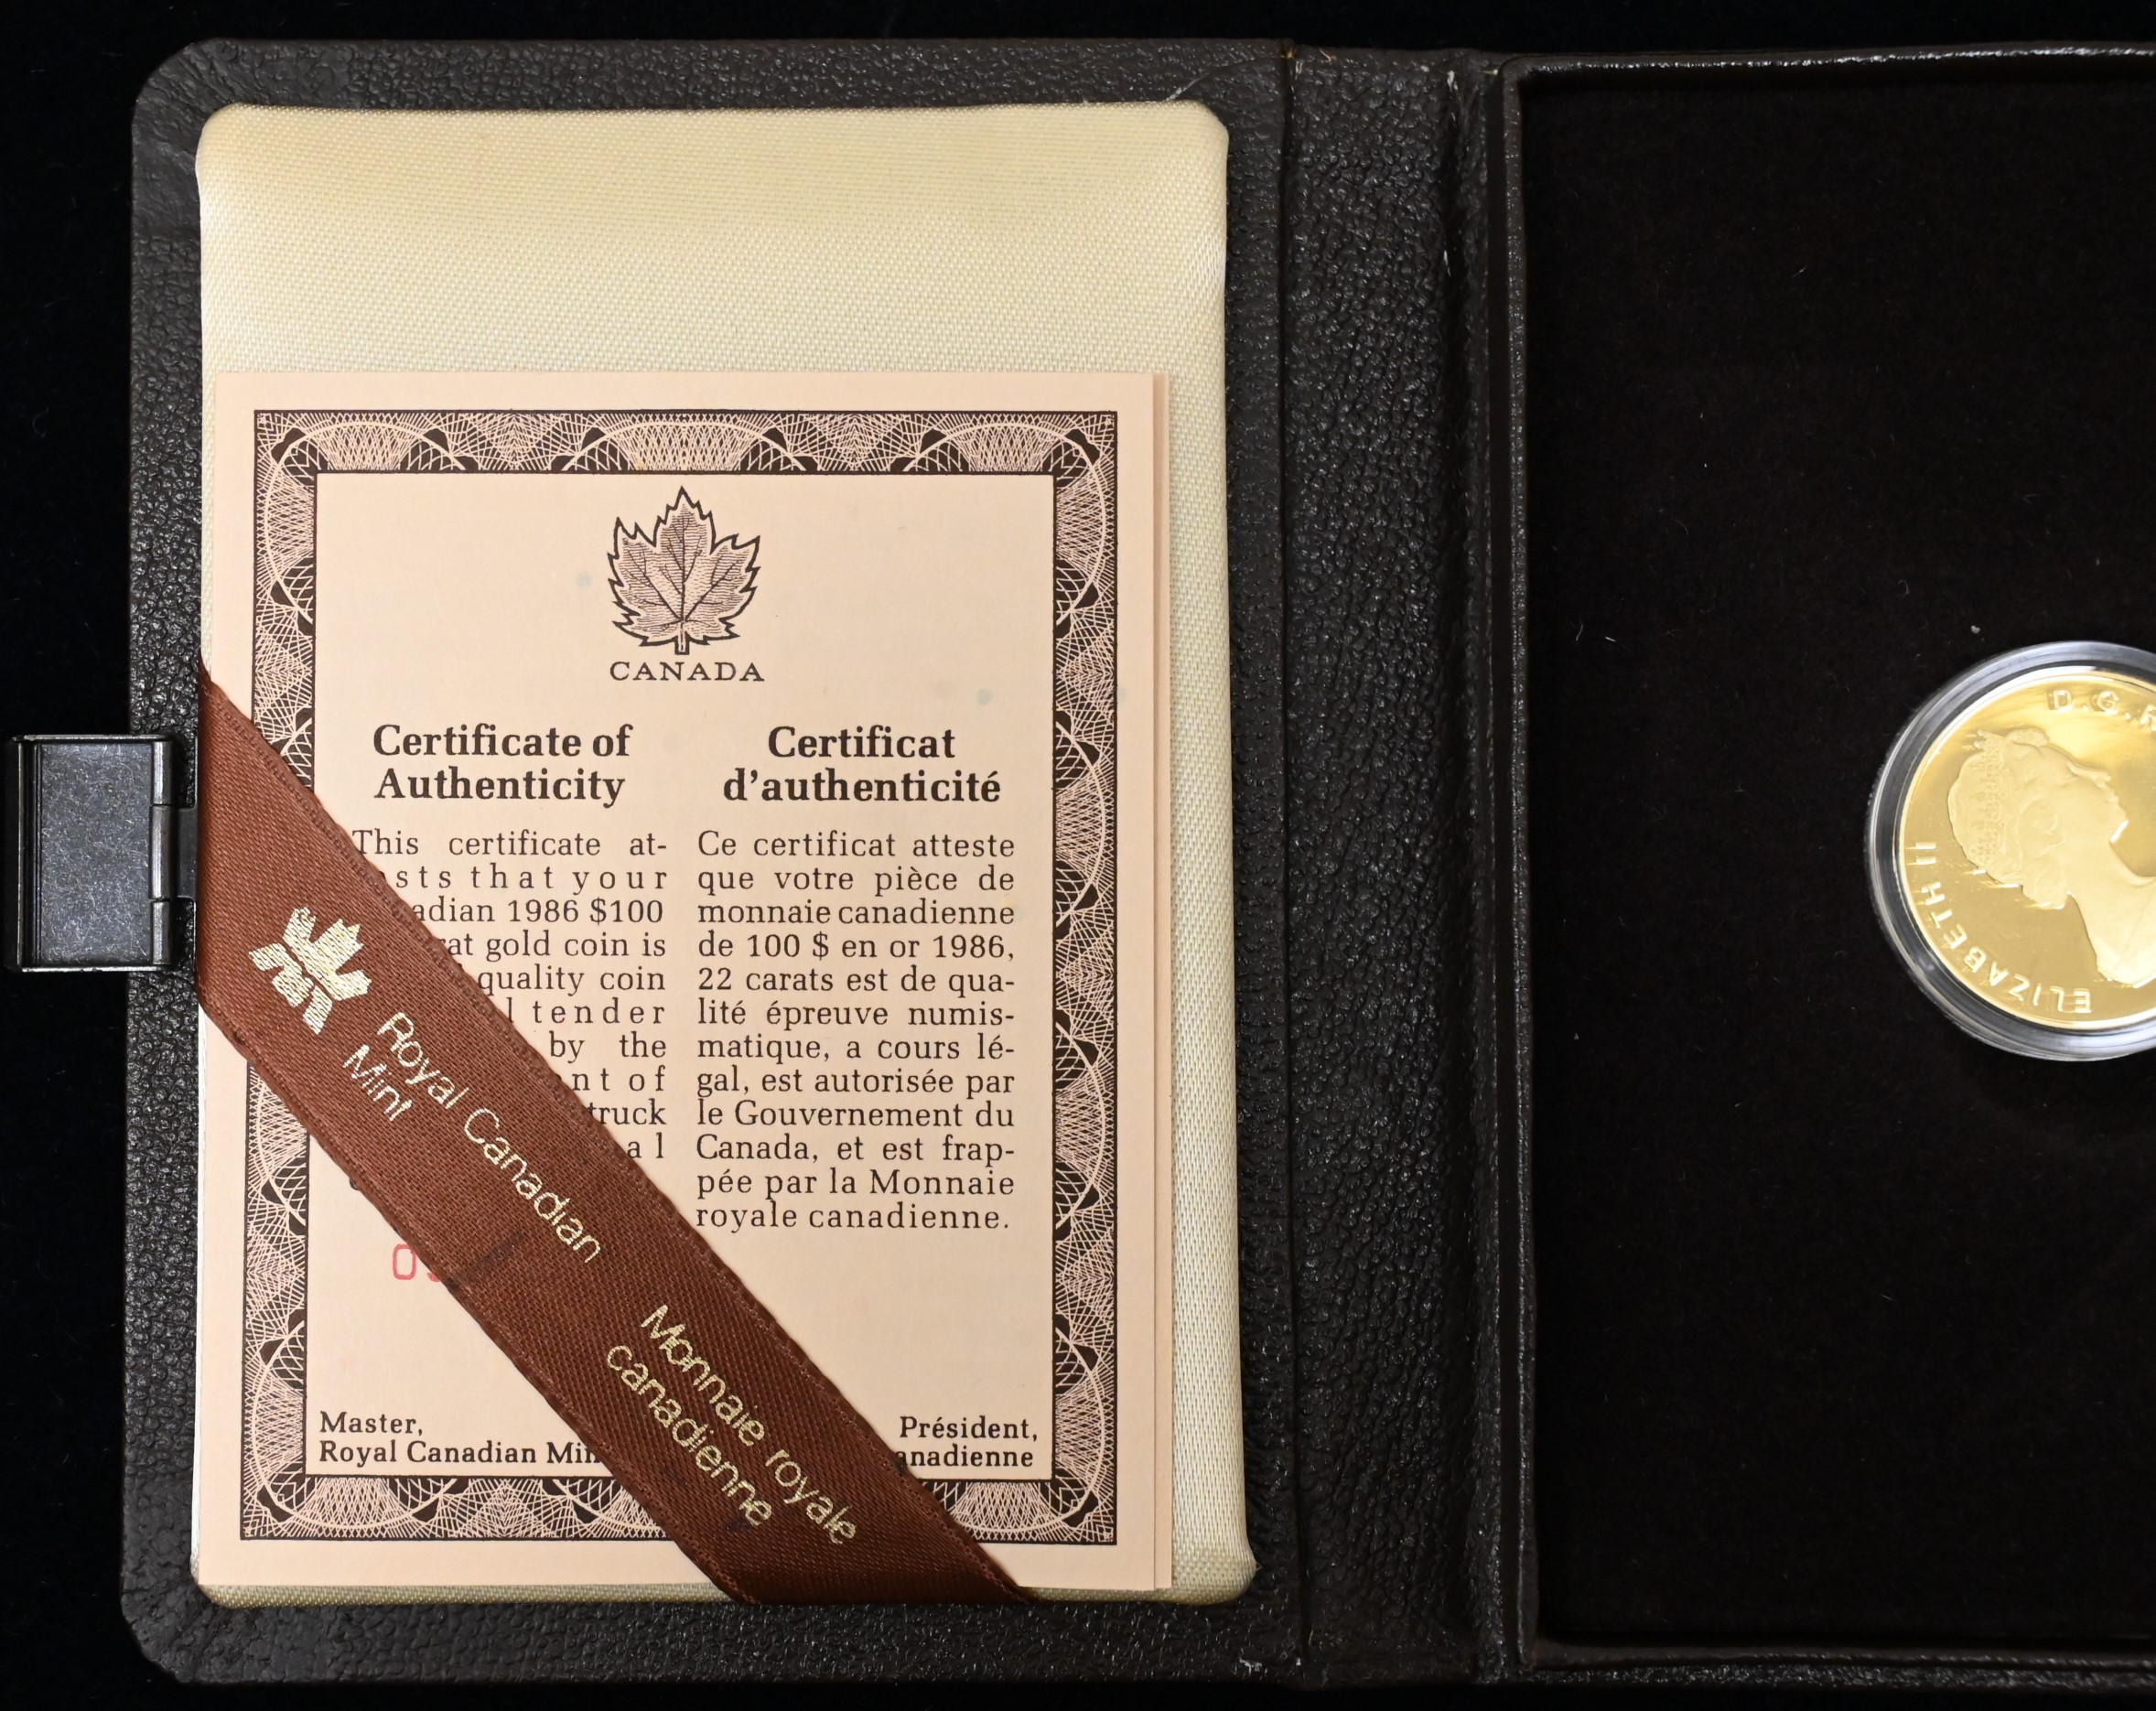 CANADA
Certificate of
Authenticity
This certificate at-
sts that your
adian 1986 $100
at gold coin is
quality coin
tender
by the
nt of
truck
al
Certificat
d'authenticité
Ce certificat atteste
que votre pièce de
monnaie canadienne
de 100 $ en or 1986,
22 carats est de qua-
lité épreuve numis-
matique, a cours lé-
gal, est autorisée par
le Gouvernement du
Canada, et est frap-
pée par la Monnaie
royale canadienne.
Master,
Royal Canadian Min
Président,
anadienne
Royal Canadian
Mint
Monnaie royale
canadienne
ELIZABETH II
D.G.